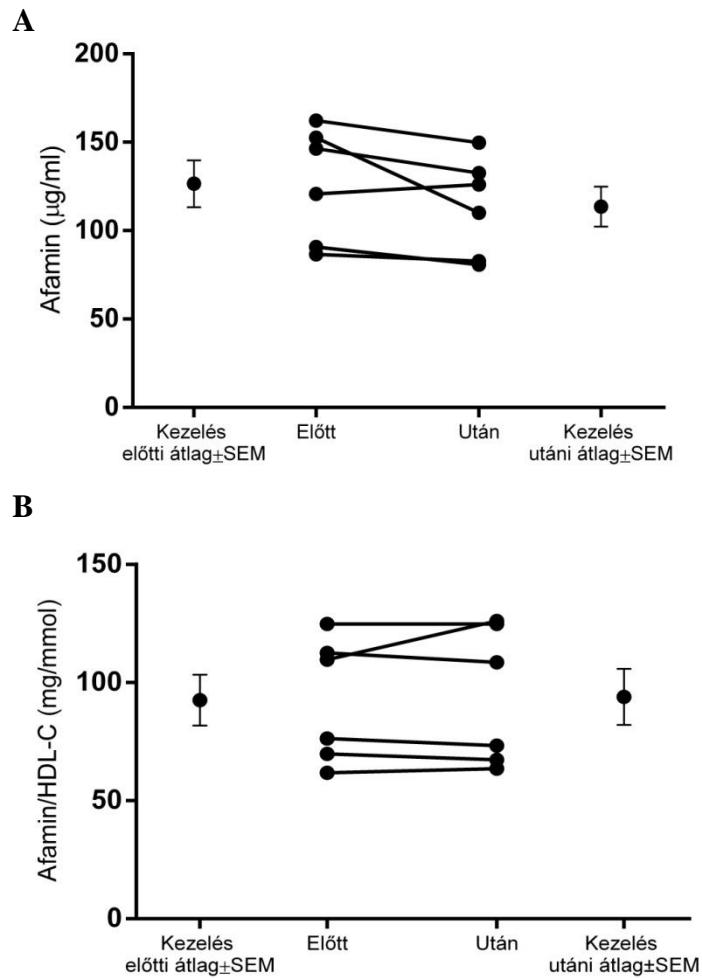 A
200
150
100
50
0
Afamin (µg/ml)
Kezelés
előtti átlag±SEM
Előtt
Után
Kezelés
utáni átlag±SEM
B
150
100
50
0
Afamin/HDL-C (mg/mmol)
Kezelés
előtti átlag±SEM
Előtt
Után
Kezelés
utáni átlag±SEM